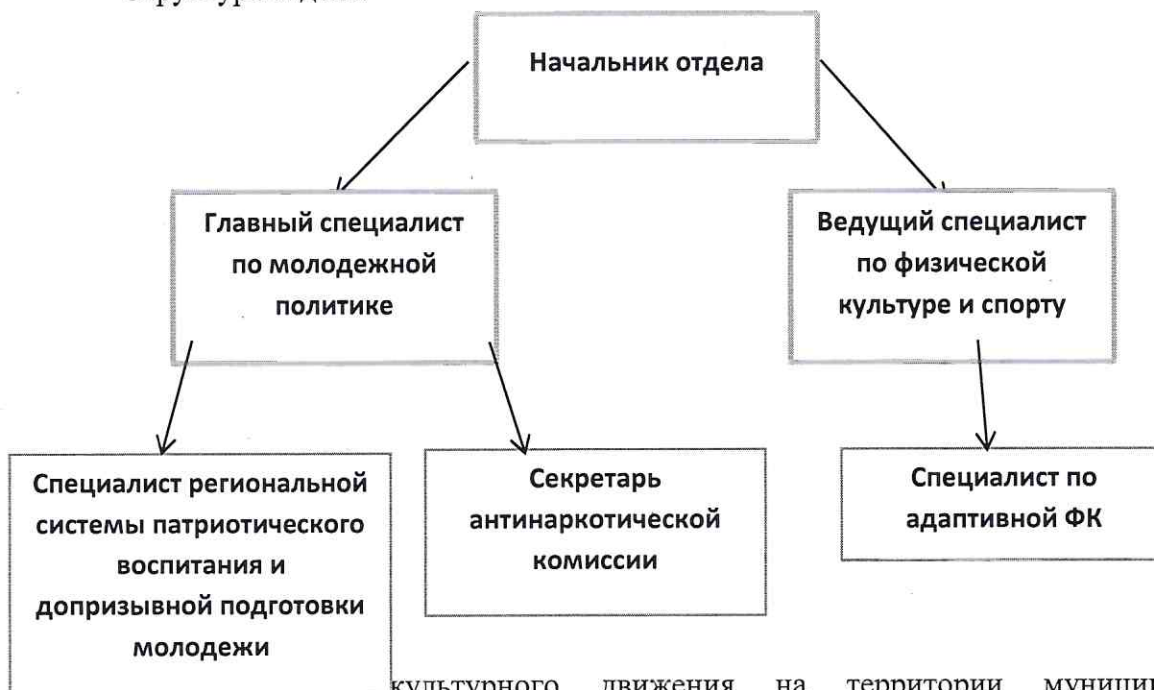 Начальник отдела
Главный специалист
по молодежной
политике
Ведущий специалист
по физической
культуре и спорту
Специалист региональной
системы патриотического
воспитания и
допризывной подготовки
молодежи
Секретарь
антинаркотической
комиссии
Специалист по
адаптивной ФК
культурного движения на территории